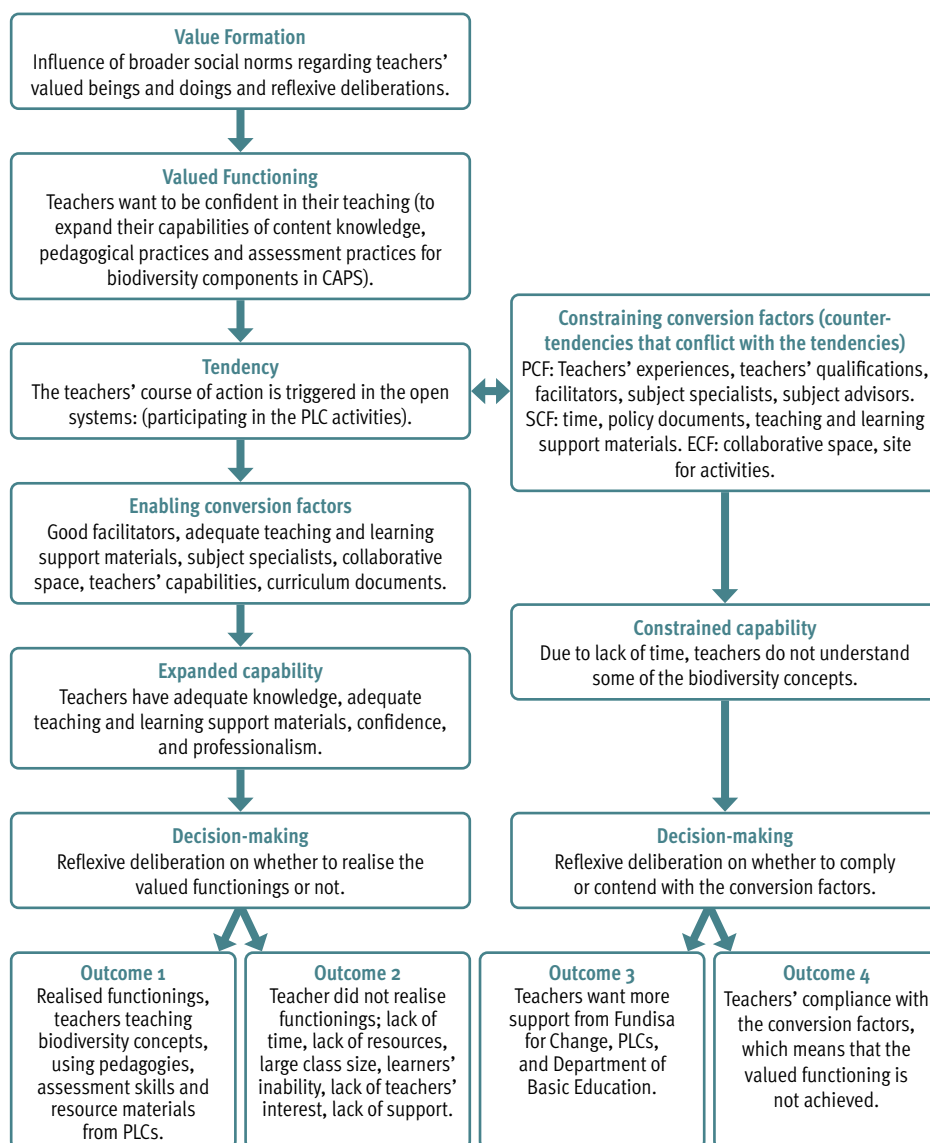 Value Formation
Influence of broader social norms regarding teachers’
valued beings and doings and reflexive deliberations.
Valued Functioning
Teachers want to be confident in their teaching (to
expand their capabilities of content knowledge,
pedagogical practices and assessment practices for
biodiversity components in CAPS).
Tendency
The teachers’ course of action is triggered in the open
systems: (participating in the PLC activities).
Constraining conversion factors (counter-
tendencies that conflict with the tendencies)
PCF: Teachers’ experiences, teachers’ qualifications,
facilitators, subject specialists, subject advisors.
SCF: time, policy documents, teaching and learning
support materials. ECF: collaborative space, site
for activities.
Enabling conversion factors
Good facilitators, adequate teaching and learning
support materials, subject specialists, collaborative
space, teachers’ capabilities, curriculum documents.
Expanded capability
Teachers have adequate knowledge, adequate
teaching and learning support materials, confidence,
and professionalism.
Constrained capability
Due to lack of time, teachers do not understand
some of the biodiversity concepts.
Decision-making
Reflexive deliberation on whether to realise the
valued functionings or not.
Decision-making
Reflexive deliberation on whether to comply
or contend with the conversion factors.
Outcome 1
Realised functionings,
teachers teaching
biodiversity concepts,
using pedagogies,
assessment skills and
resource materials
from PLCs.
Outcome 2
Teacher did not realise
functionings; lack of
time, lack of resources,
large class size, learners’
inability, lack of teachers’
interest, lack of support.
Outcome 3
Teachers want more
support from Fundisa
for Change, PLCs,
and Department of
Basic Education.
Outcome 4
Teachers’ compliance with
the conversion factors,
which means that the
valued functioning is
not achieved.